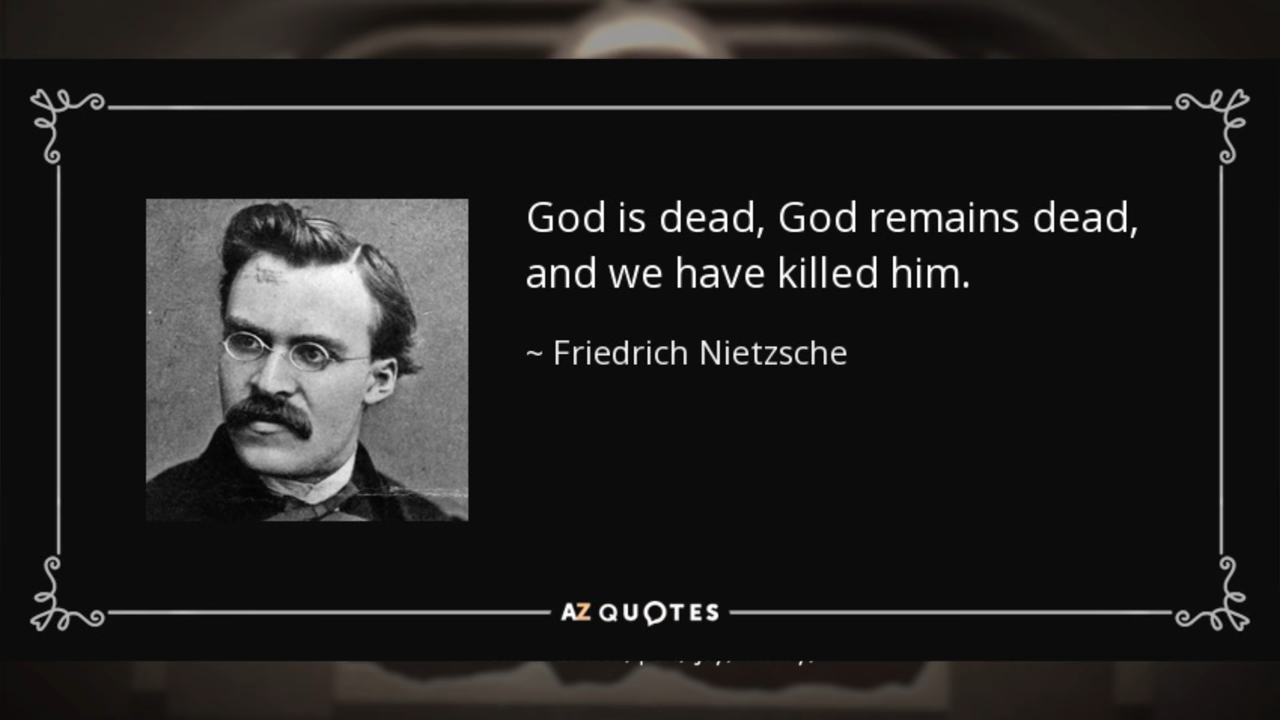 God is dead, God remains dead,
and we have killed him.
~ Friedrich Nietzsche
AZ QUOTES